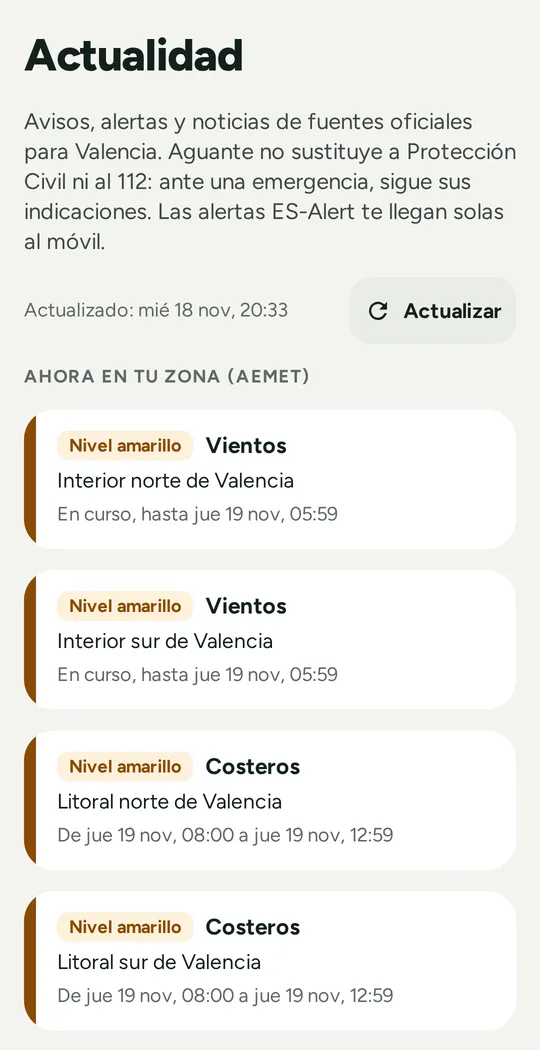 Actualidad
Avisos, alertas y noticias de fuentes oficiales
para Valencia. Aguante no sustituye a Protección
Civil ni al 112: ante una emergencia, sigue sus
indicaciones. Las alertas ES-Alert te llegan solas
al móvil.
Actualizado: mié 18 nov, 20:33
Actualizar
AHORA EN TU ZONA (AEMET)
Nivel amarillo Vientos
Interior norte de Valencia
En curso, hasta jue 19 nov, 05:59
Nivel amarillo Vientos
Interior sur de Valencia
En curso, hasta jue 19 nov, 05:59
Nivel amarillo Costeros
Litoral norte de Valencia
De jue 19 nov, 08:00 a jue 19 nov, 12:59
Nivel amarillo Costeros
Litoral sur de Valencia
De jue 19 nov, 08:00 a jue 19 nov, 12:59